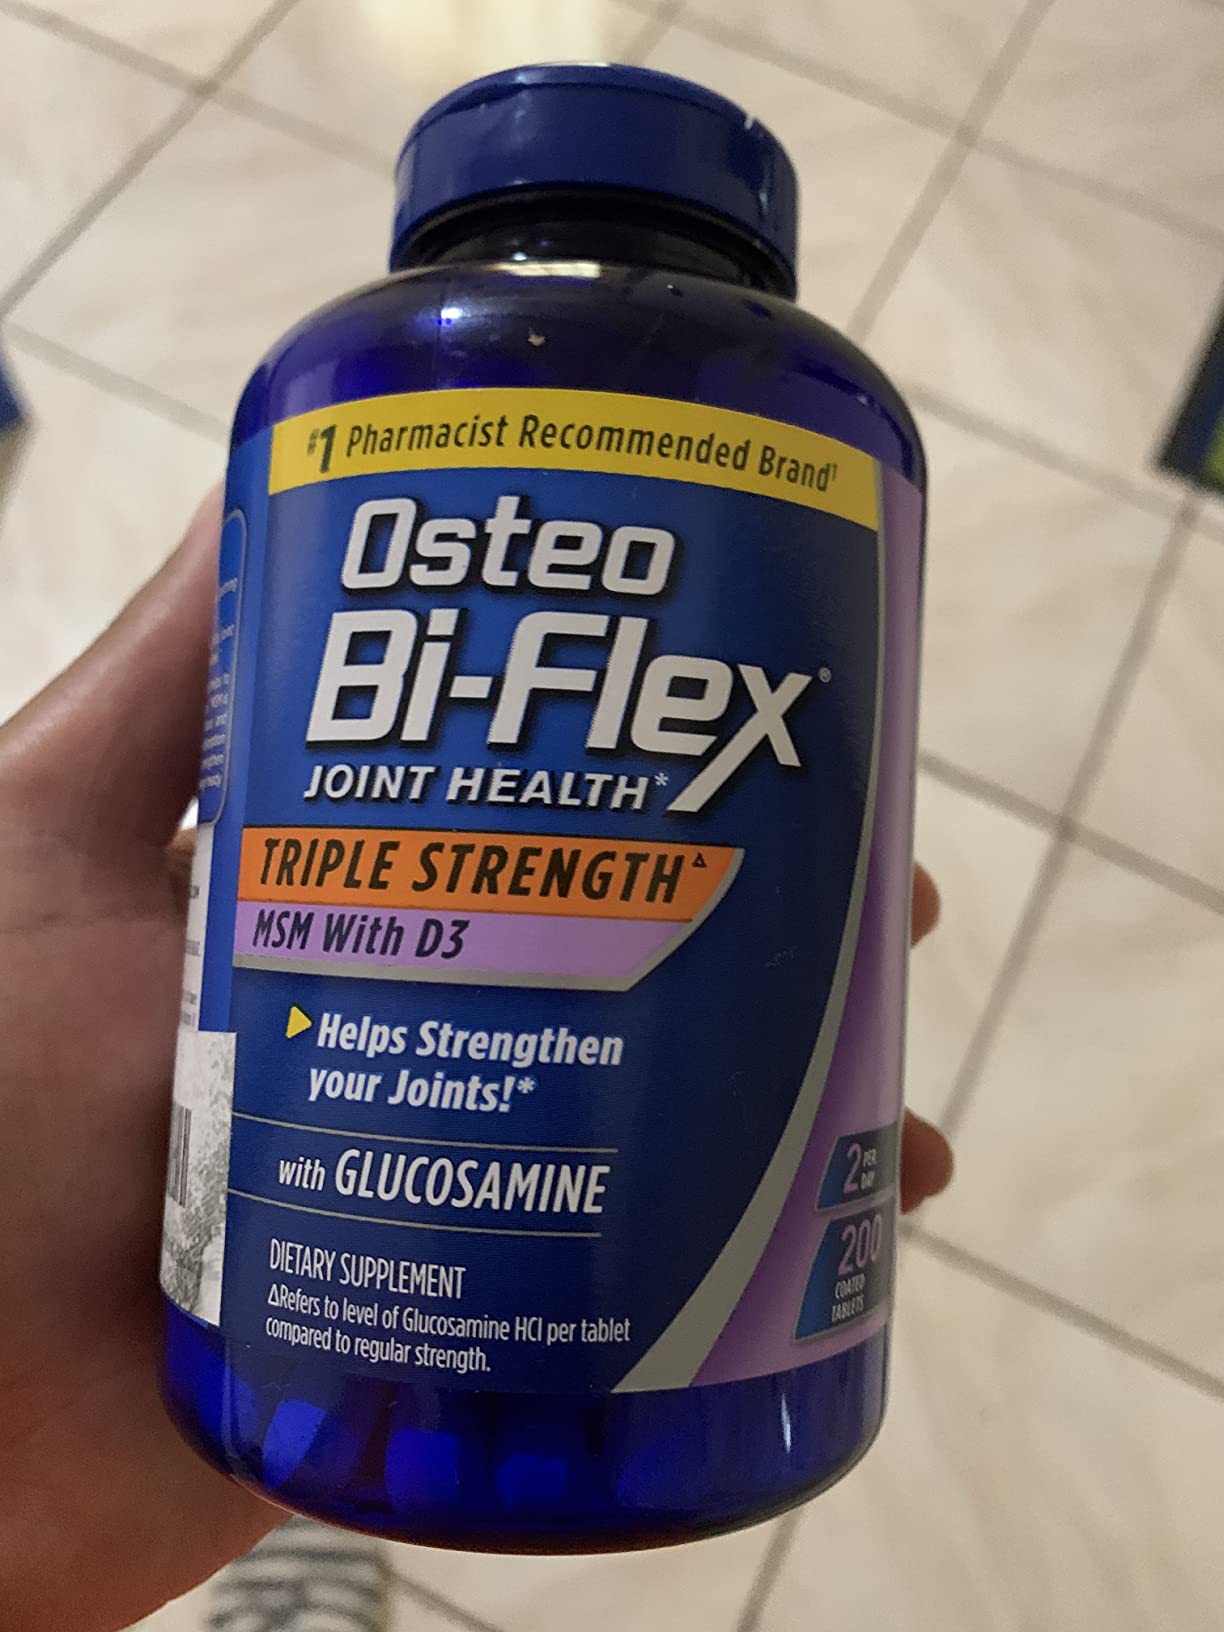 #1 Pharmacist Recommended Brand¹
Osteo
Bi-Flex®
JOINT HEALTH*
TRIPLE STRENGTH∆
MSM With D3
Helps Strengthen
your Joints!*
with GLUCOSAMINE
DIETARY SUPPLEMENT
∆Refers to level of Glucosamine HCl per tablet
compared to regular strength.
2 PER
DAY
200
COATED
TABLETS